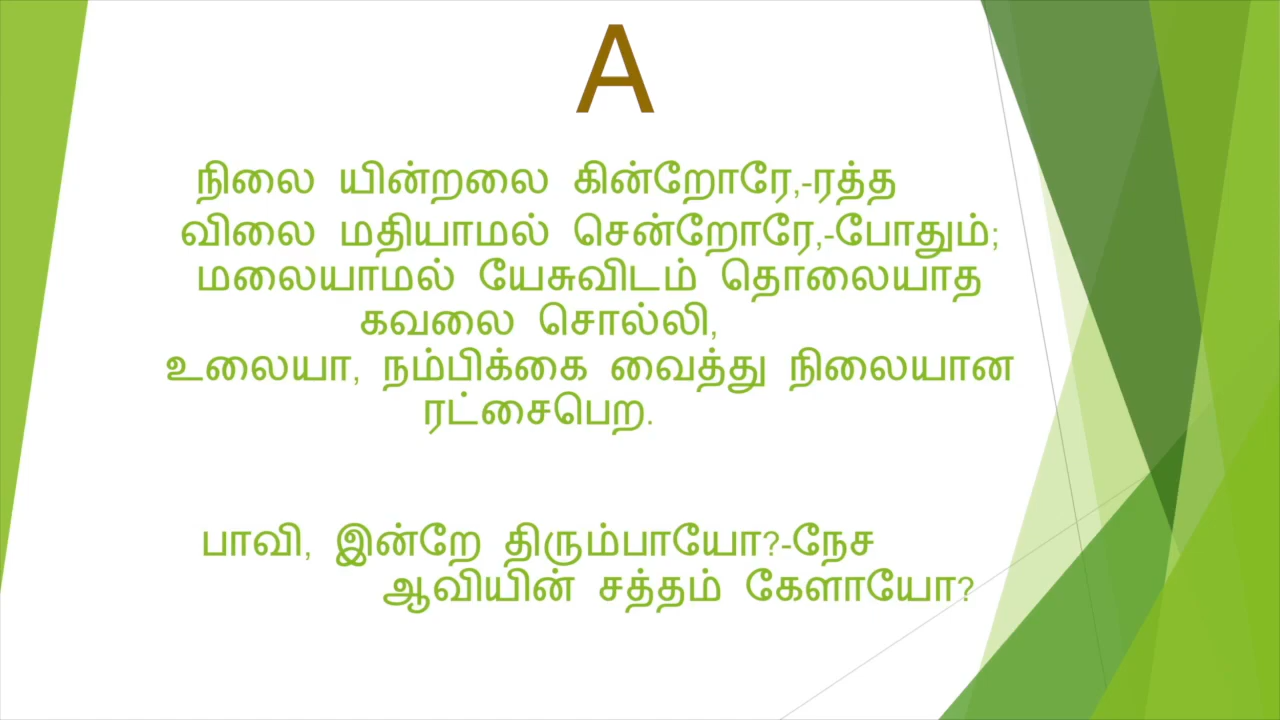 A
நிலை யின்றலை கின்றோரே,-ரத்த
விலை மதியாமல் சென்றோரே,-போதும்;
மலையாமல் யேசுவிடம் தொலையாத
கவலை சொல்லி,
உலையா, நம்பிக்கை வைத்து நிலையான
ரட்சைபெற.
பாவி, இன்றே திரும்பாயோ?-நேச
ஆவியின் சத்தம் கேளாயோ?